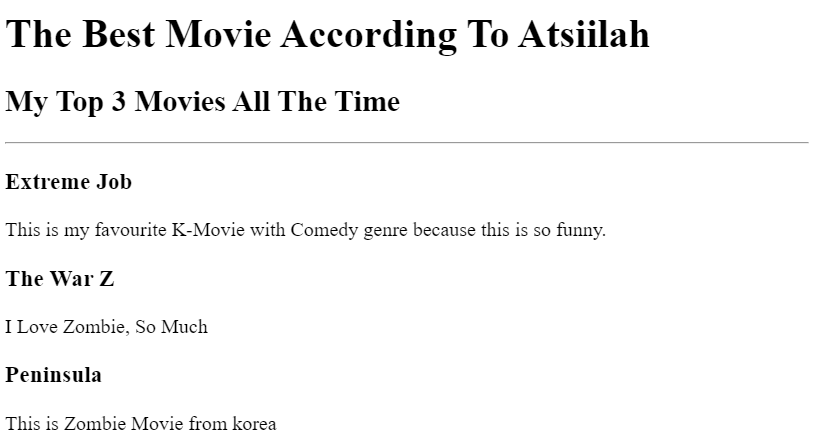 The Best Movie According To Atsiilah
My Top 3 Movies All The Time
Extreme Job
This is my favourite K-Movie with Comedy genre because this is so funny.
The War Z
I Love Zombie, So Much
Peninsula
This is Zombie Movie from korea